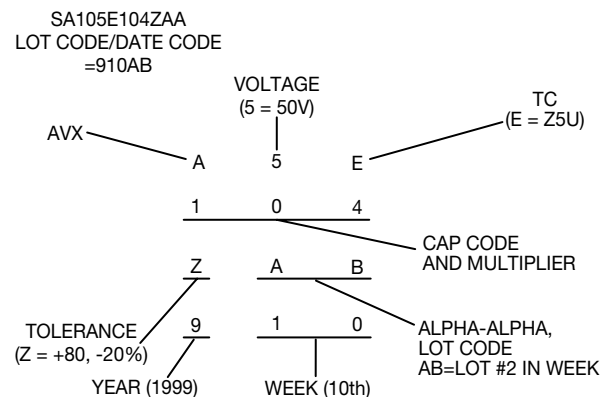 SA105E104ZAA
LOT CODE/DATE CODE
=910AB
VOLTAGE
(5 = 50V)
TC
(E = Z5U)
AVX
A 5 E
1 0 4
CAP CODE
AND MULTIPLIER
Z A B
TOLERANCE
(Z = +80, -20%)
9 1 0
ALPHA-ALPHA,
LOT CODE
AB=LOT #2 IN WEEK
YEAR (1999)
WEEK (10th)